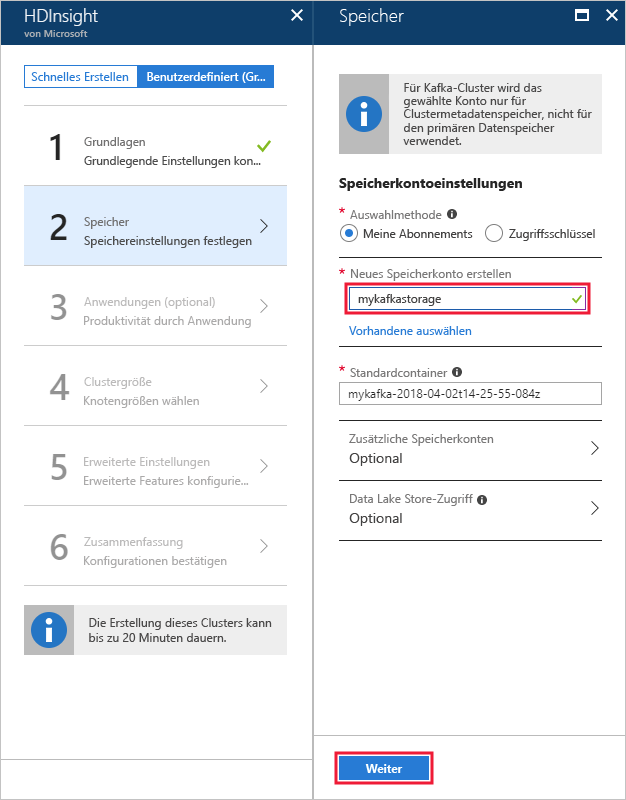 HDInsight
von Microsoft
Schnelles Erstellen
Benutzerdefiniert (Gr...
1
Grundlagen
Grundlegende Einstellungen kon...
2
Speicher
Speichereinstellungen festlegen
3
Anwendungen (optional)
Produktivität durch Anwendung
4
Clustergröße
Knotengrößen wählen
5
Erweiterte Einstellungen
Erweiterte Features konfigurie...
6
Zusammenfassung
Konfigurationen bestätigen
Die Erstellung dieses Clusters kann
bis zu 20 Minuten dauern.
Speicher
Für Kafka-Cluster wird das
gewählte Konto nur für
Clustermetadatenspeicher, nicht für
den primären Datenspeicher
verwendet.
Speicherkontoeinstellungen
* Auswahlmethode
Meine Abonnements
Zugriffsschlüssel
* Neues Speicherkonto erstellen
mykafkastorage
Vorhandene auswählen
* Standardcontainer
mykafka-2018-04-02t14-25-55-084z
Zusätzliche Speicherkonten
Optional
Data Lake Store-Zugriff
Optional
Weiter